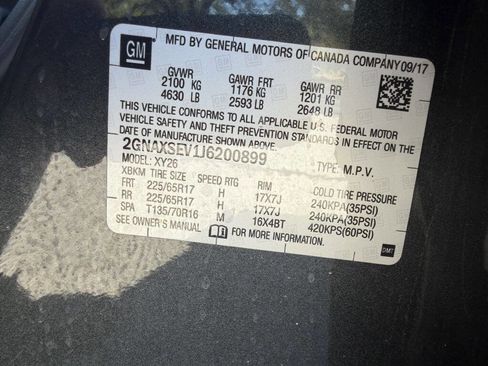 GM
MFD BY GENERAL MOTORS OF CANADA COMPANY 09/17
GVWR GAWR FRT GAWR RR
2100 KG 1176 KG 1201 KG
4630 LB 2593 LB 2648 LB
THIS VEHICLE CONFORMS TO ALL APPLICABLE U.S. FEDERAL MOTOR
VEHICLE SAFETY AND THEFT PREVENTION STANDARDS IN EFFECT ON THE
DATE OF MANUFACTURE SHOWN ABOVE.
2GNAXSEV1J6200899 TYPE: M.P.V.
MODEL: XY26
XBKM TIRE SIZE SPEED RTG RIM COLD TIRE PRESSURE
FRT 225/65R17 H 17X7J 240KPA(35PSI)
RR 225/65R17 H 17X7J 240KPA(35PSI)
SPA T135/70R16 M 16X4BT 420KPS(60PSI)
SEE OWNER'S MANUAL FOR MORE INFORMATION. DMT